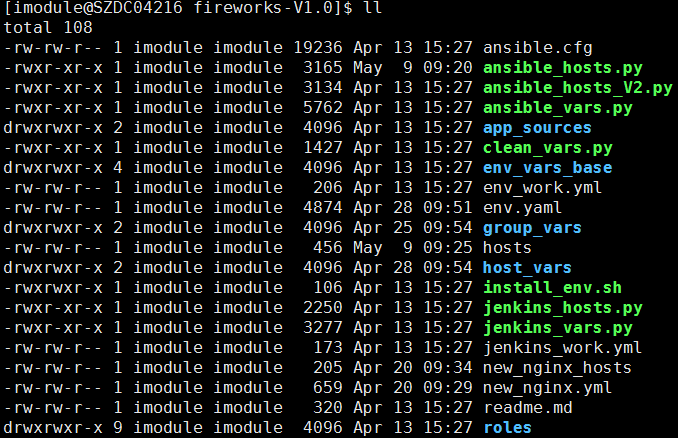 [imodule@SZDC04216 fireworks-V1.0]$ ll
total 108
-rw-rw-r-- 1 imodule imodule 19236 Apr 13 15:27 ansible.cfg
-rwxr-xr-x 1 imodule imodule  3165 May  9 09:20 ansible_hosts.py
-rwxr-xr-x 1 imodule imodule  3134 Apr 13 15:27 ansible_hosts_V2.py
-rwxr-xr-x 1 imodule imodule  5762 Apr 13 15:27 ansible_vars.py
drwxrwxr-x 2 imodule imodule  4096 Apr 13 15:27 app_sources
-rwxr-xr-x 1 imodule imodule  1427 Apr 13 15:27 clean_vars.py
drwxrwxr-x 4 imodule imodule  4096 Apr 13 15:27 env_vars_base
-rw-rw-r-- 1 imodule imodule   206 Apr 13 15:27 env_work.yml
-rw-rw-r-- 1 imodule imodule  4874 Apr 28 09:51 env.yaml
drwxrwxr-x 2 imodule imodule  4096 Apr 25 09:54 group_vars
-rw-rw-r-- 1 imodule imodule   456 May  9 09:25 hosts
drwxrwxr-x 2 imodule imodule  4096 Apr 28 09:54 host_vars
-rwxr-xr-x 1 imodule imodule   106 Apr 13 15:27 install_env.sh
-rwxr-xr-x 1 imodule imodule  2250 Apr 13 15:27 jenkins_hosts.py
-rwxr-xr-x 1 imodule imodule  3277 Apr 13 15:27 jenkins_vars.py
-rw-rw-r-- 1 imodule imodule   173 Apr 13 15:27 jenkins_work.yml
-rw-rw-r-- 1 imodule imodule   205 Apr 20 09:34 new_nginx_hosts
-rw-rw-r-- 1 imodule imodule   659 Apr 20 09:29 new_nginx.yml
-rw-rw-r-- 1 imodule imodule   320 Apr 13 15:27 readme.md
drwxrwxr-x 9 imodule imodule  4096 Apr 13 15:27 roles